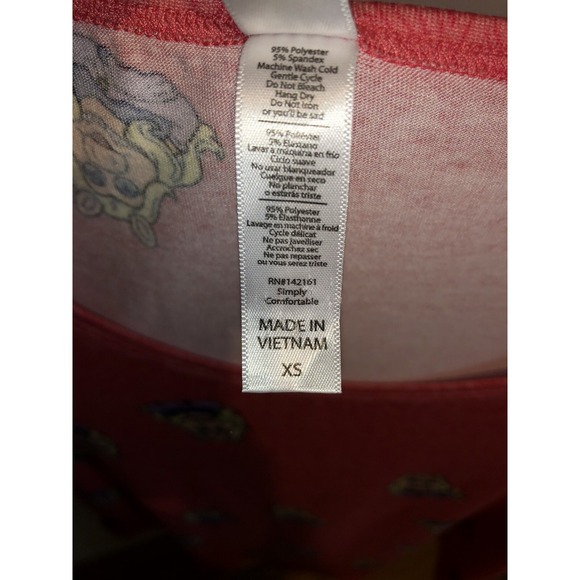 95% Polyester
5% Spandex
Machine Wash Cold
Gentle Cycle
Do Not Bleach
Hang Dry
Do Not Iron
or you'll be sad
95% Poliéster
5% Elastano
Lavar a máquina en frío
Ciclo suave
No usar blanqueador
Cuelgue en seco
No planchar
o estarás triste
95% Polyester
5% Élasthanne
Lavage en machine à froid
Cycle délicat
Ne pas javelliser
Accrochez sec
Ne pas repasser
ou vous serez triste
RN#142161
Simply
Comfortable
MADE IN
VIETNAM
XS